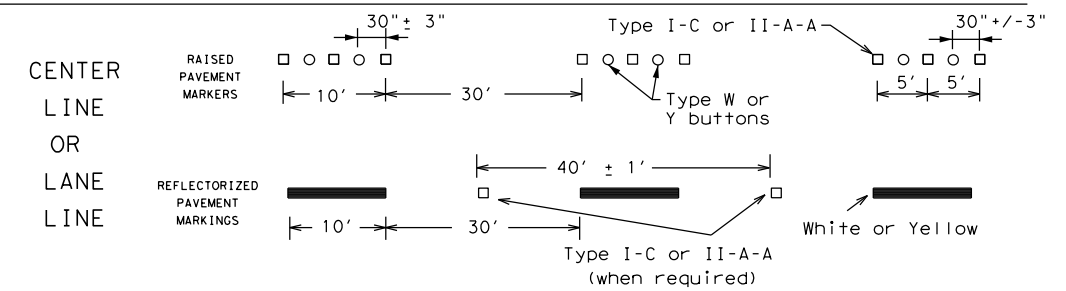 30"± 3"
Type I-C or II-A-A
30"+/-3"
CENTER
LINE
OR
LANE
LINE
RAISED
PAVEMENT
MARKERS
10'
30'
Type W or
Y buttons
5'
5'
40' ± 1'
REFLECTORIZED
PAVEMENT
MARKINGS
10'
30'
Type I-C or II-A-A
(when required)
White or Yellow